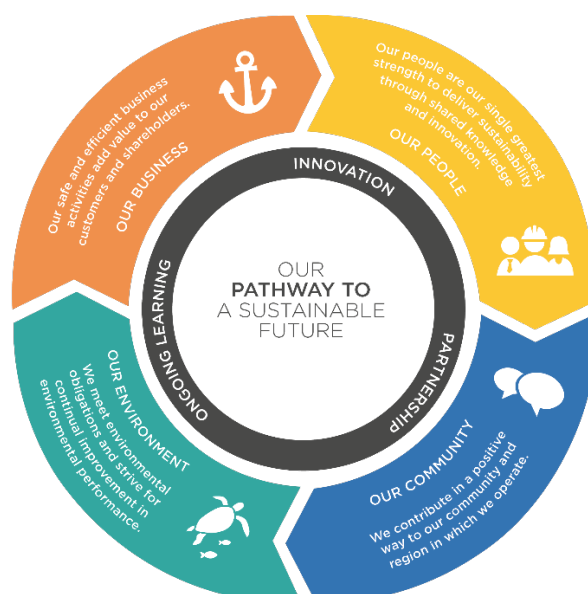 OUR
PATHWAY TO
A SUSTAINABLE
FUTURE
INNOVATION
PARTNERSHIP
ONGOING LEARNING
Our safe and efficient business
activities add value to our
customers and shareholders.
OUR BUSINESS
Our people are our single greatest
strength to deliver sustainability
through shared knowledge
and innovation.
OUR PEOPLE
OUR COMMUNITY
We contribute in a positive
way to our community and
region in which we operate.
OUR ENVIRONMENT
We meet environmental
obligations and strive for
continual improvement in
environmental performance.